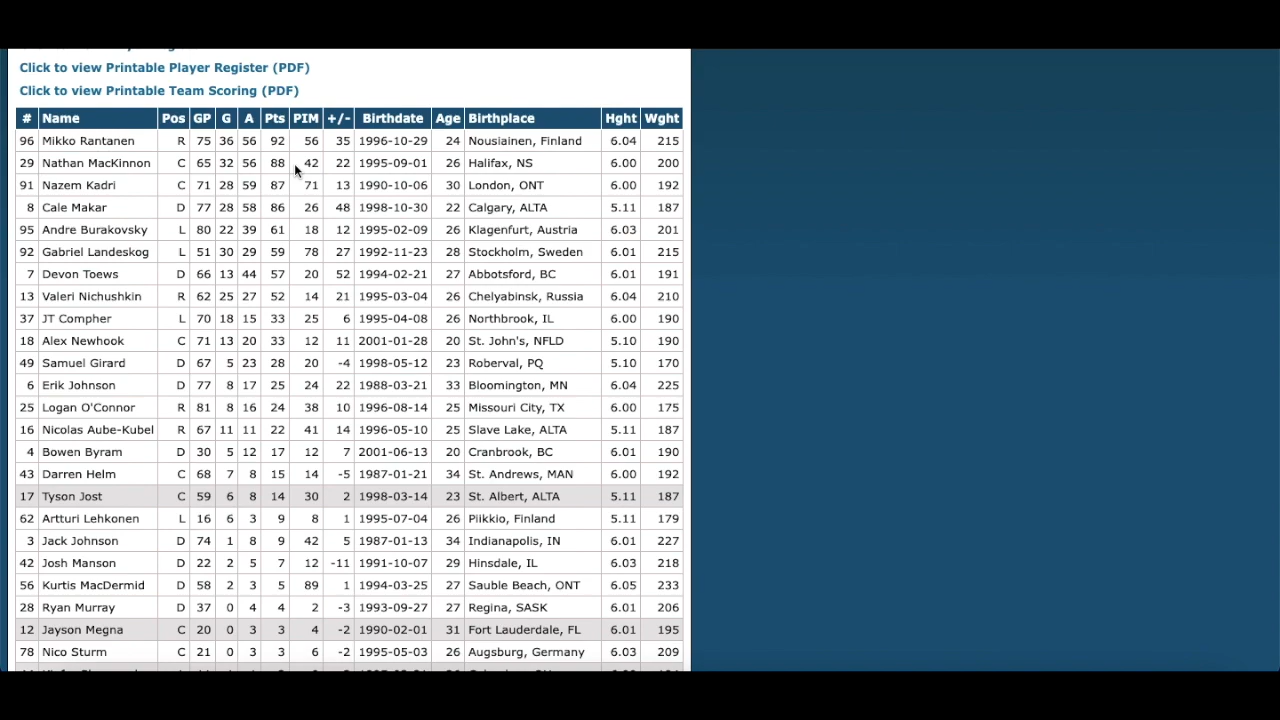 Click to view Printable Player Register (PDF)
Click to view Printable Team Scoring (PDF)
# Name Pos GP G A Pts PIM +/- Birthdate Age Birthplace Hght Wght
96 Mikko Rantanen R 75 36 56 92 56 35 1996-10-29 24 Nousiainen, Finland 6.04 215
29 Nathan MacKinnon C 65 32 56 88 42 22 1995-09-01 26 Halifax, NS 6.00 200
91 Nazem Kadri C 71 28 59 87 71 13 1990-10-06 30 London, ONT 6.00 192
8 Cale Makar D 77 28 58 86 26 48 1998-10-30 22 Calgary, ALTA 5.11 187
95 Andre Burakovsky L 80 22 39 61 18 12 1995-02-09 26 Klagenfurt, Austria 6.03 201
92 Gabriel Landeskog L 51 30 29 59 78 27 1992-11-23 28 Stockholm, Sweden 6.01 215
7 Devon Toews D 66 13 44 57 20 52 1994-02-21 27 Abbotsford, BC 6.01 191
13 Valeri Nichushkin R 62 25 27 52 14 21 1995-03-04 26 Chelyabinsk, Russia 6.04 210
37 JT Compher L 70 18 15 33 25 6 1995-04-08 26 Northbrook, IL 6.00 190
18 Alex Newhook C 71 13 20 33 12 11 2001-01-28 20 St. John's, NFLD 5.10 190
49 Samuel Girard D 67 5 23 28 20 -4 1998-05-12 23 Roberval, PQ 5.10 170
6 Erik Johnson D 77 8 17 25 24 22 1988-03-21 33 Bloomington, MN 6.04 225
25 Logan O'Connor R 81 8 16 24 38 10 1996-08-14 25 Missouri City, TX 6.00 175
16 Nicolas Aube-Kubel R 67 11 11 22 41 14 1996-05-10 25 Slave Lake, ALTA 5.11 187
4 Bowen Byram D 30 5 12 17 12 7 2001-06-13 20 Cranbrook, BC 6.01 190
43 Darren Helm C 68 7 8 15 14 -5 1987-01-21 34 St. Andrews, MAN 6.00 192
17 Tyson Jost C 59 6 8 14 30 2 1998-03-14 23 St. Albert, ALTA 5.11 187
62 Artturi Lehkonen L 16 6 3 9 8 1 1995-07-04 26 Piikkio, Finland 5.11 179
3 Jack Johnson D 74 1 8 9 42 5 1987-01-13 34 Indianapolis, IN 6.01 227
42 Josh Manson D 22 2 5 7 12 -11 1991-10-07 29 Hinsdale, IL 6.03 218
56 Kurtis MacDermid D 58 2 3 5 89 1 1994-03-25 27 Sauble Beach, ONT 6.05 233
28 Ryan Murray D 37 0 4 4 2 -3 1993-09-27 27 Regina, SASK 6.01 206
12 Jayson Megna C 20 0 3 3 4 -2 1990-02-01 31 Fort Lauderdale, FL 6.01 195
78 Nico Sturm C 21 0 3 3 6 -2 1995-05-03 26 Augsburg, Germany 6.03 209